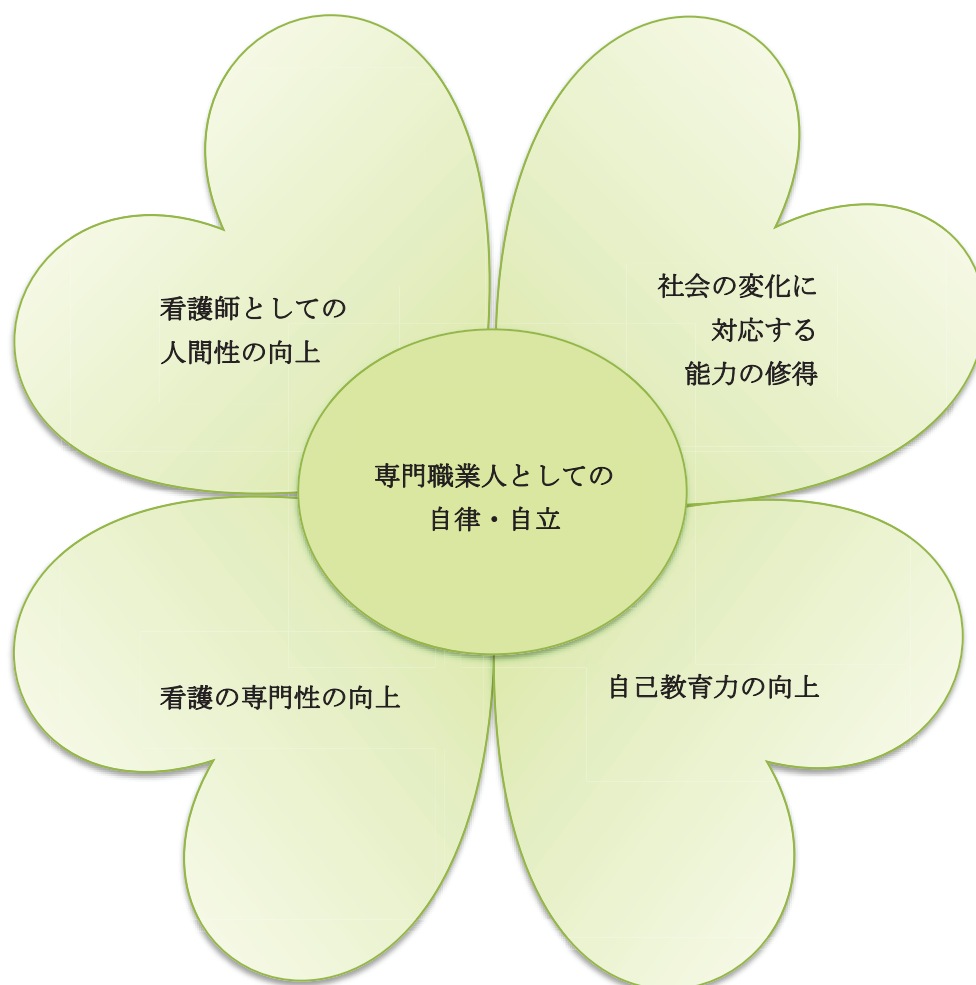 看護師としての
人間性の向上
社会の変化に
対応する
能力の修得
専門職業人としての
自律・自立
看護の専門性の向上
自己教育力の向上